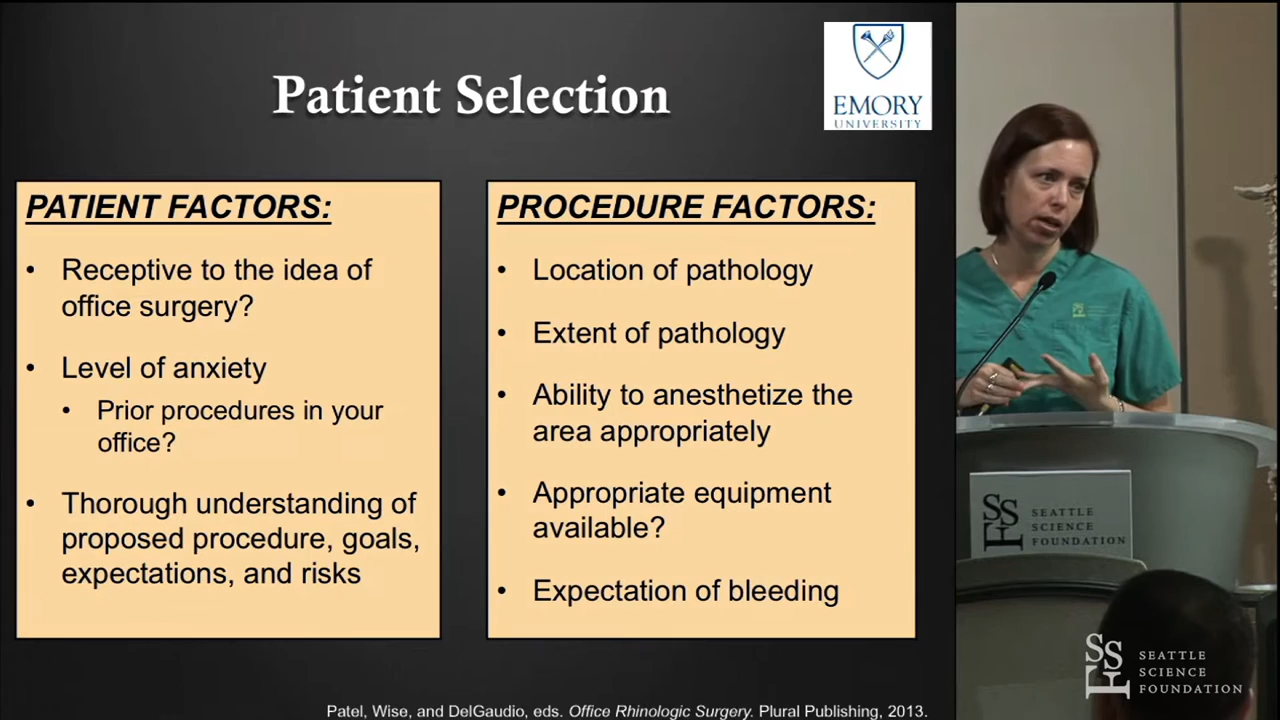 Patient Selection
EMORY
UNIVERSITY
PATIENT FACTORS:
• Receptive to the idea of
office surgery?
• Level of anxiety
• Prior procedures in your
office?
• Thorough understanding of
proposed procedure, goals,
expectations, and risks
PROCEDURE FACTORS:
• Location of pathology
• Extent of pathology
• Ability to anesthetize the
area appropriately
• Appropriate equipment
available?
• Expectation of bleeding
Patel, Wise, and DelGaudio, eds. Office Rhinologic Surgery. Plural Publishing, 2013.
SSF
SEATTLE
SCIENCE
FOUNDATION
SSF
SEATTLE
SCIENCE
FOUNDATION